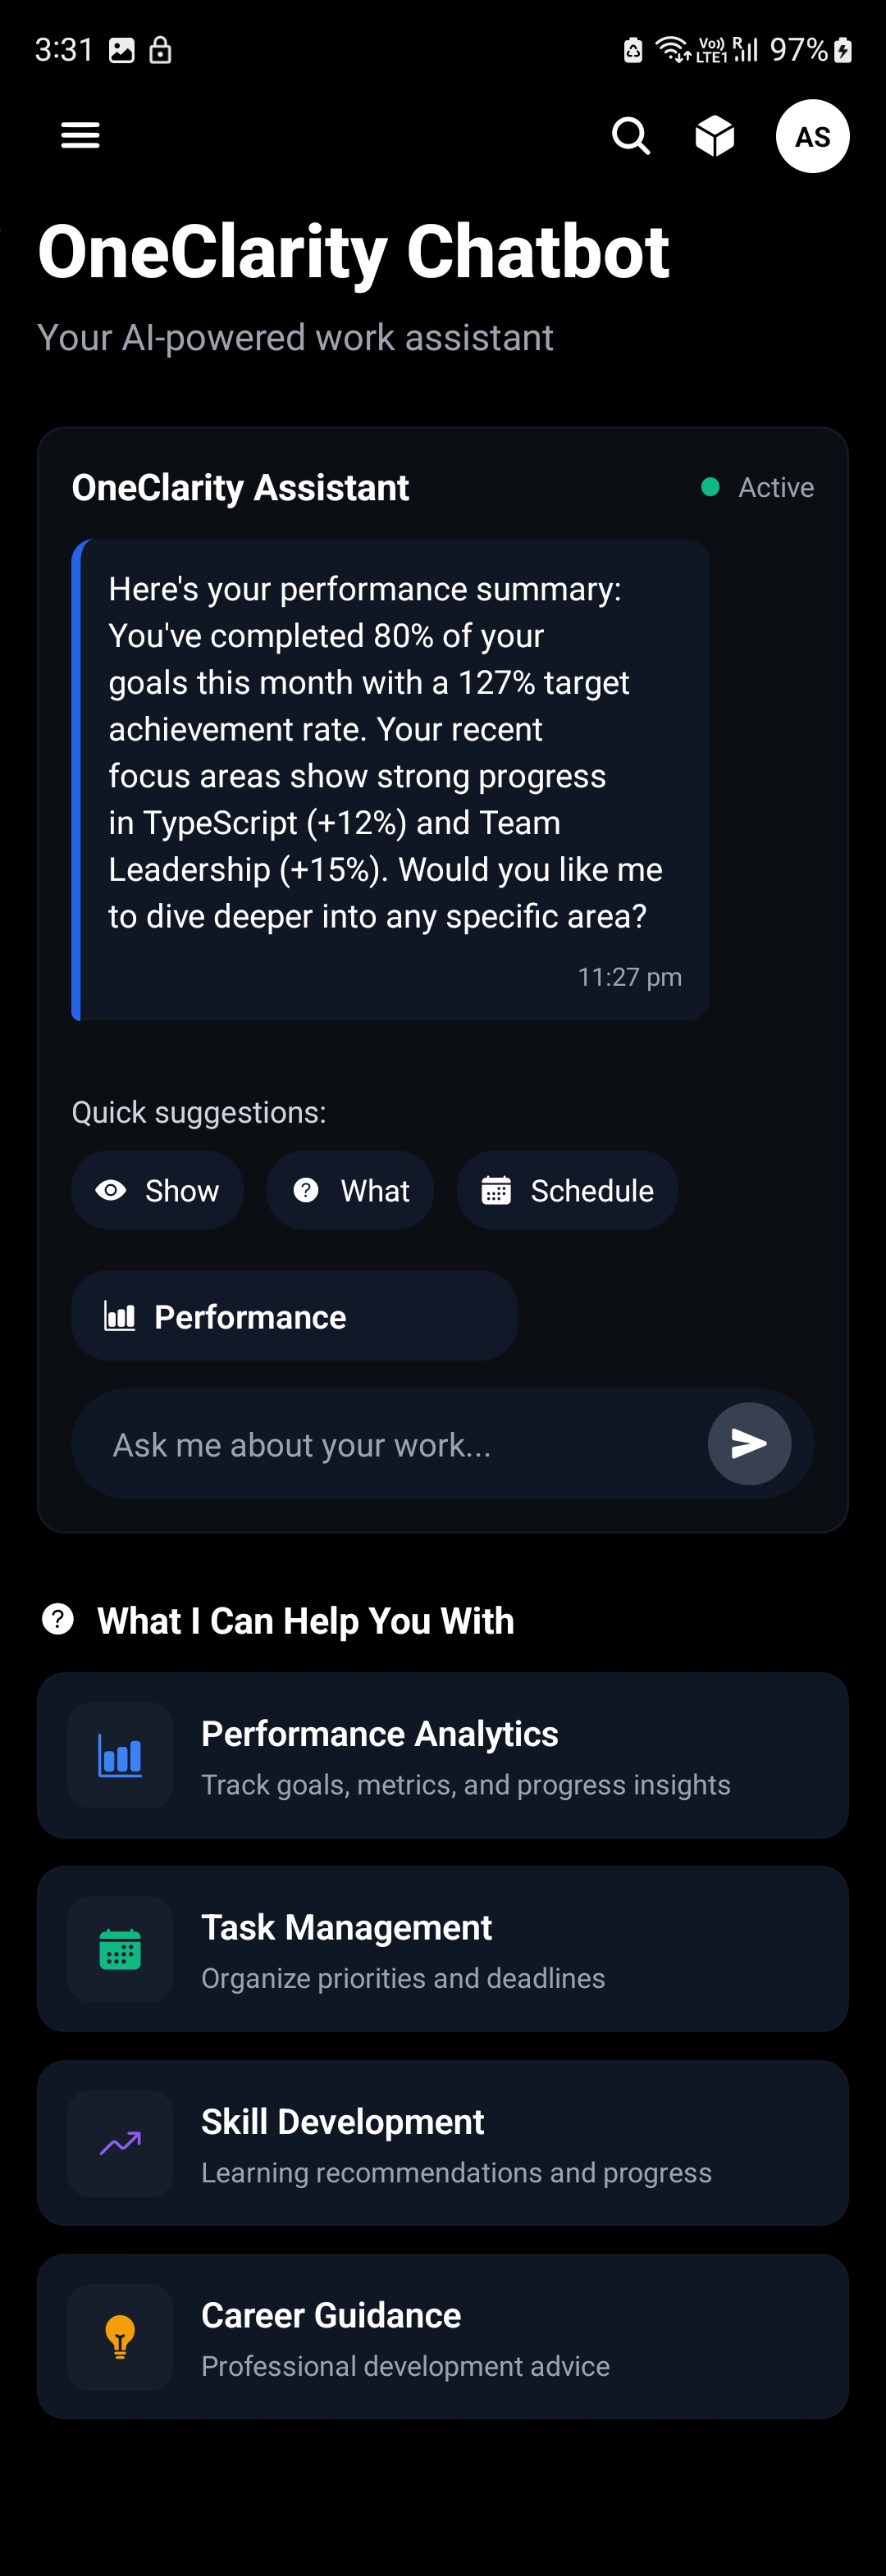 3:31
Vo))
LTE1
R
97%
AS
OneClarity Chatbot
Your AI-powered work assistant
OneClarity Assistant
Active
Here's your performance summary:
You've completed 80% of your
goals this month with a 127% target
achievement rate. Your recent
focus areas show strong progress
in TypeScript (+12%) and Team
Leadership (+15%). Would you like me
to dive deeper into any specific area?
11:27 pm
Quick suggestions:
Show
What
Schedule
Performance
Ask me about your work...
What I Can Help You With
Performance Analytics
Track goals, metrics, and progress insights
Task Management
Organize priorities and deadlines
Skill Development
Learning recommendations and progress
Career Guidance
Professional development advice